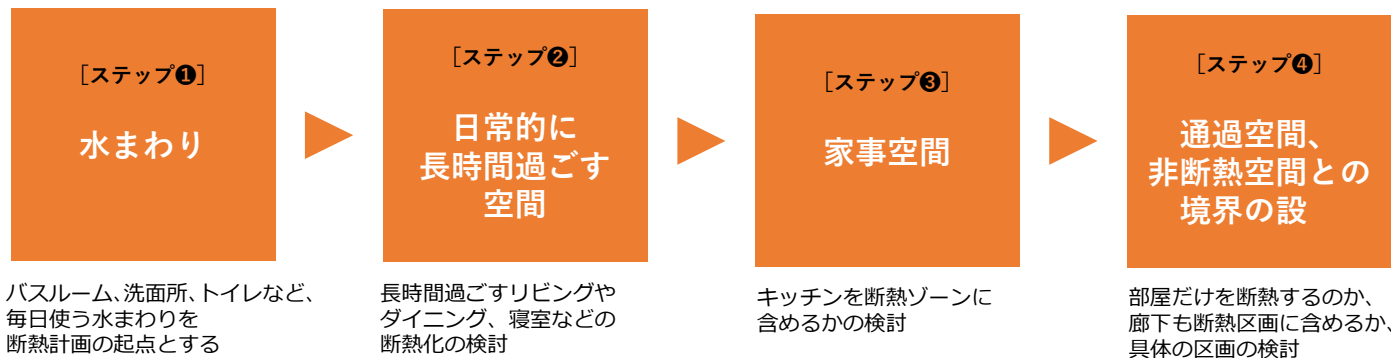 ［ステップ❶］
水まわり
バスルーム、洗面所、トイレなど、
毎日使う水まわりを
断熱計画の起点とする
［ステップ❷］
日常的に
長時間過ごす
空間
長時間過ごすリビングや
ダイニング、寝室などの
断熱化の検討
［ステップ❸］
家事空間
キッチンを断熱ゾーンに
含めるかの検討
［ステップ❹］
通過空間、
非断熱空間との
境界の設
部屋だけを断熱するのか、
廊下も断熱区画に含めるか、
具体の区画の検討